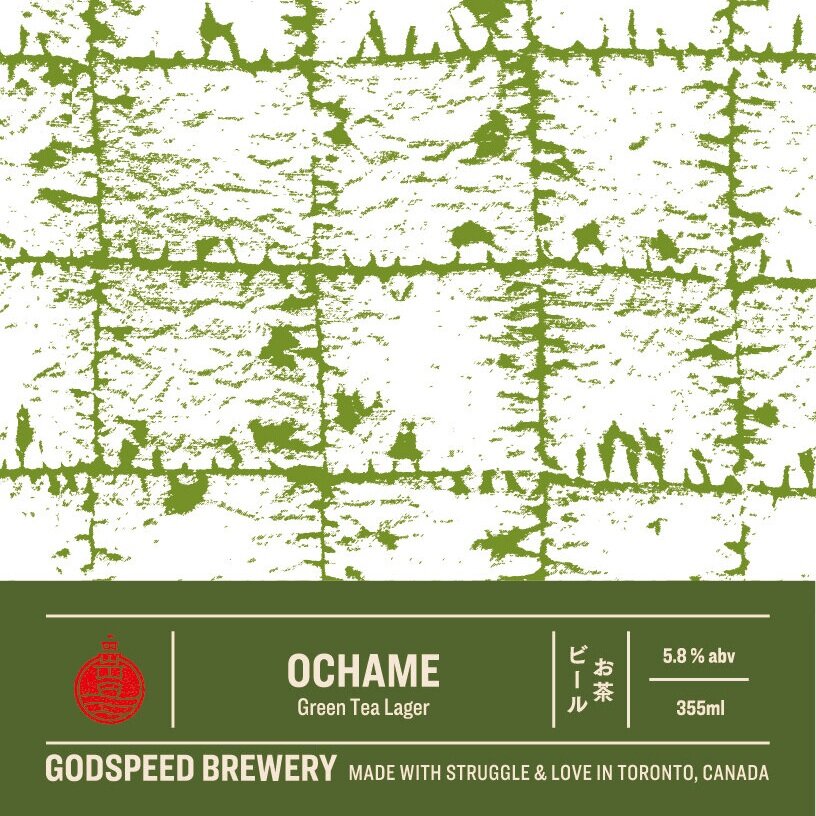 OCHAME
Green Tea Lager
お茶
ビール
5.8 % abv
355ml
GODSPEED BREWERY MADE WITH STRUGGLE & LOVE IN TORONTO, CANADA